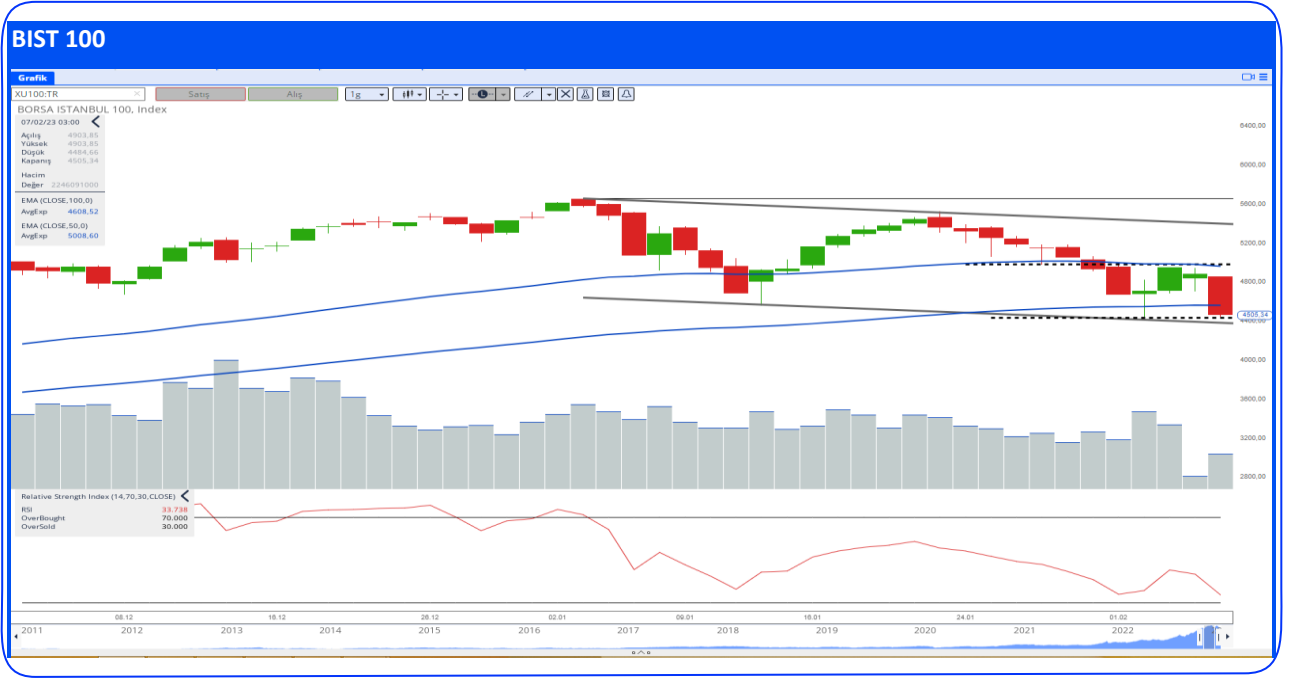 BIST 100
Grafik
XU100:TR
Satış
Alış
1g
L
BORSA ISTANBUL 100, Index
07/02/23 03:00
Açılış 4903,85
Yüksek 4903,85
Düşük 4484,66
Kapanış 4505,34
Hacim
Değer 2246091000
EMA (CLOSE,100,0)
AvgExp 4608,52
EMA (CLOSE,50,0)
AvgExp 5008,60
6400,00
6000,00
5600,00
5200,00
4800,00
4505,34
4400,00
4000,00
3600,00
3200,00
2800,00
Relative Strength Index (14,70,30,CLOSE)
RSI 33.738
OverBought 70.000
OverSold 30.000
08.12 16.12 26.12 02.01 09.01 16.01 24.01 01.02
2011 2012 2013 2014 2015 2016 2017 2018 2019 2020 2021 2022